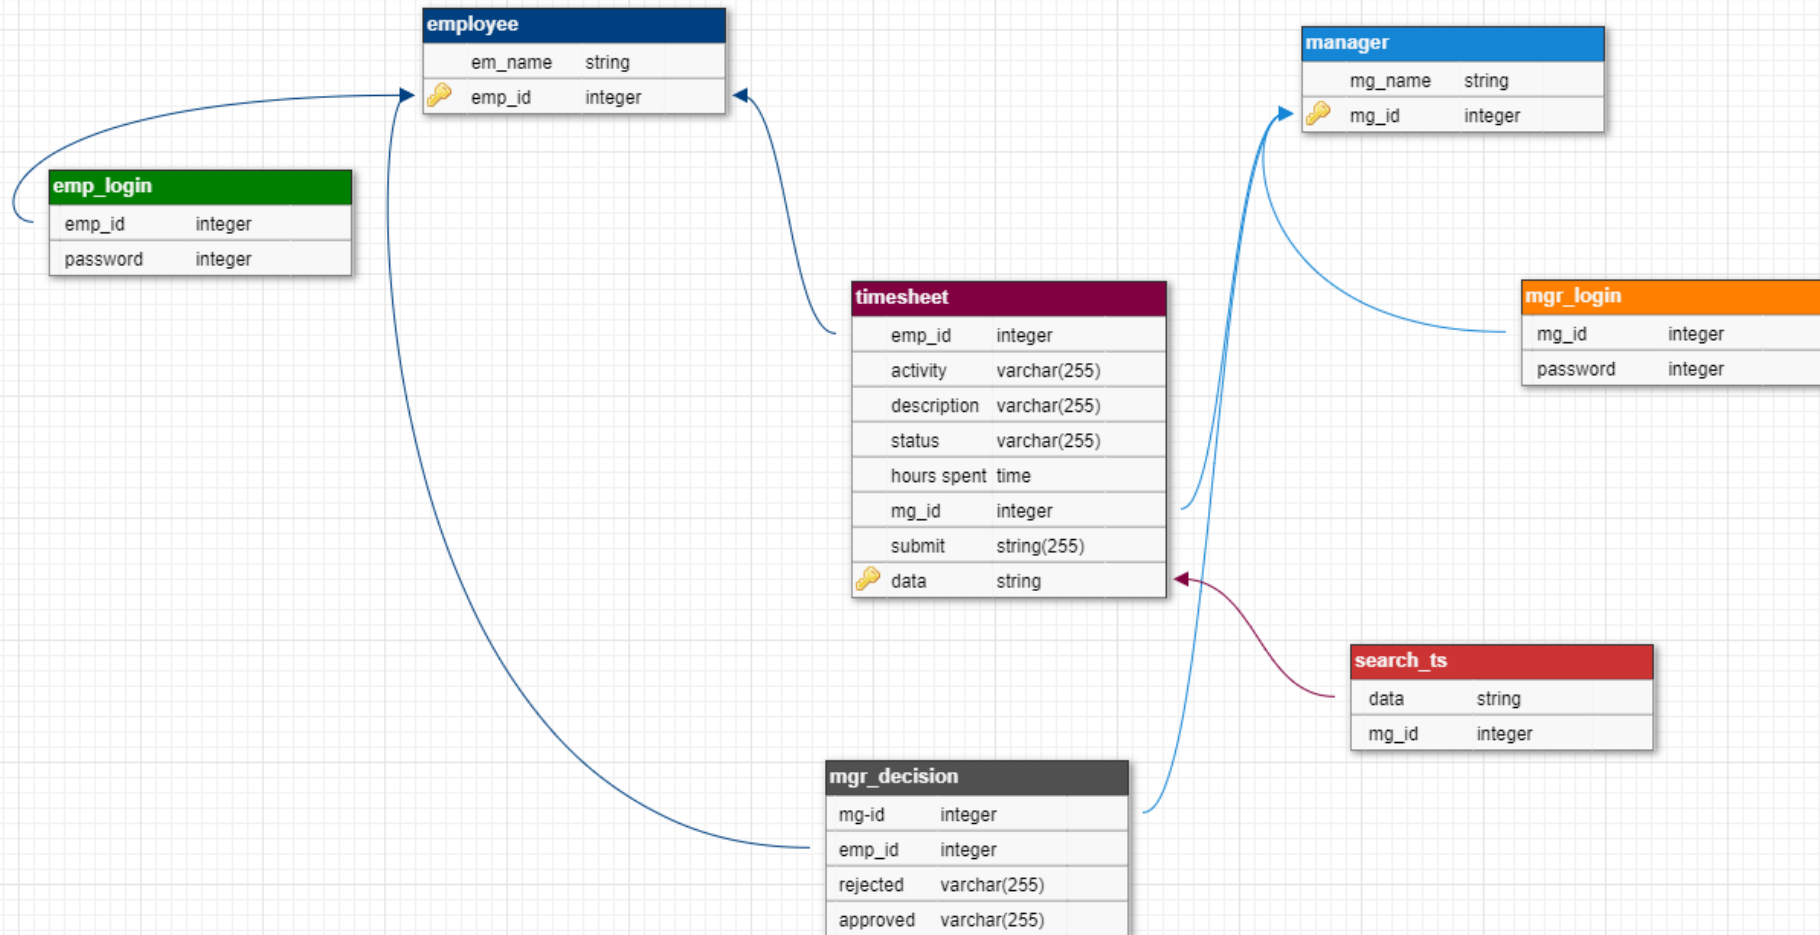 employee
em_name string
emp_id integer
manager
mg_name string
mg_id integer
emp_login
emp_id integer
password integer
timesheet
emp_id integer
activity varchar(255)
description varchar(255)
status varchar(255)
hours spent time
mg_id integer
submit string(255)
data string
mgr_login
mg_id integer
password integer
search_ts
data string
mg_id integer
mgr_decision
mg-id integer
emp_id integer
rejected varchar(255)
approved varchar(255)